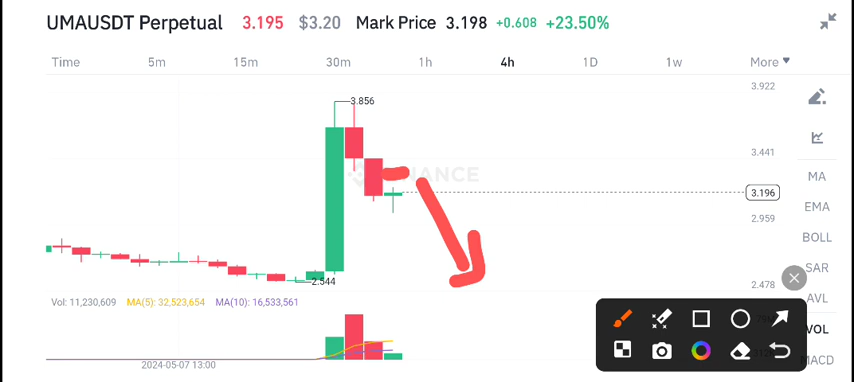 UMAUSDT Perpetual 3.195 $3.20 Mark Price 3.198 +0.608 +23.50%
Time 5m 15m 30m 1h 4h 1D 1w More
3.922
3.856
3.441
MA
3.196
EMA
2.959
BOLL
SAR
2.544
2.478
AVL
Vol: 11,230,609 MA(5): 32,523,654 MA(10): 16,533,561
VOL
MACD
2024-05-07 13:00